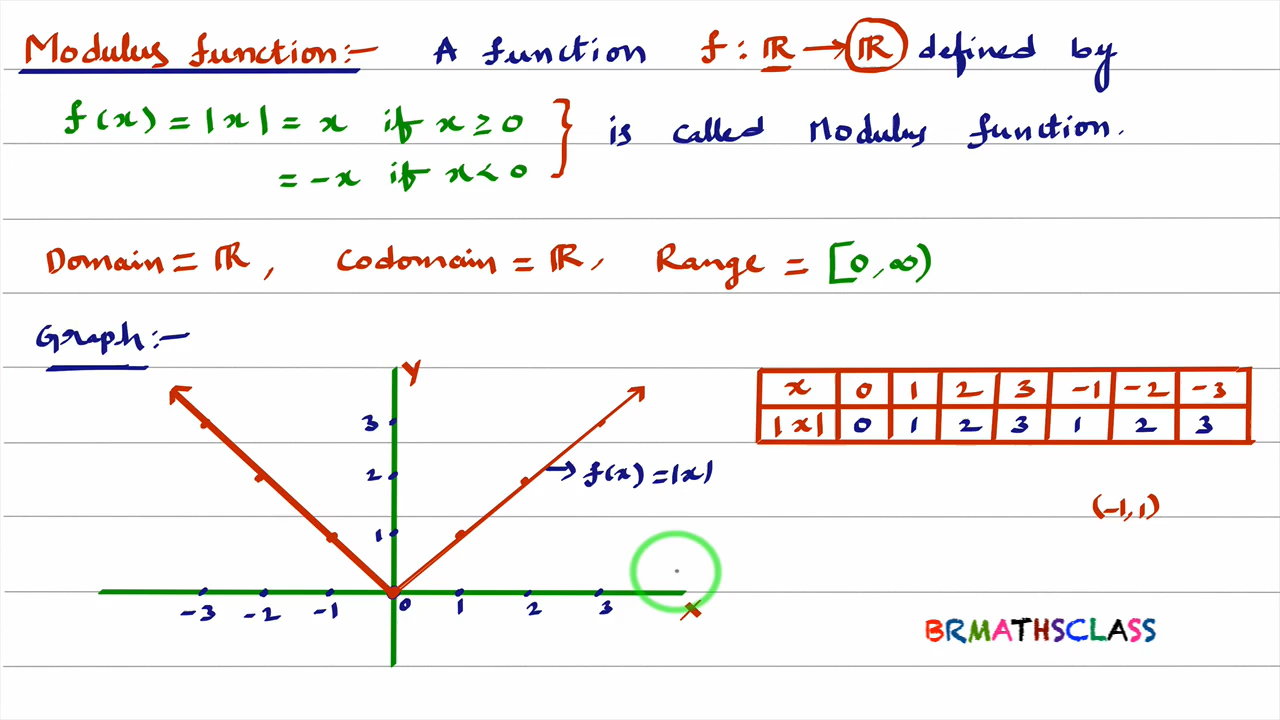 Modulus function:- A function f : ℝ → ℝ defined by
f(x) = |x| = x if x ≥ 0
= -x if x < 0 } is called Modulus function.
Domain = ℝ, Codomain = ℝ, Range = [0, ∞)
Graph:-
Y
3
2
1
→ f(x) = |x|
-3 -2 -1 0 1 2 3
X
x 0 1 2 3 -1 -2 -3
|x| 0 1 2 3 1 2 3
(-1,1)
BRMATHSCLASS